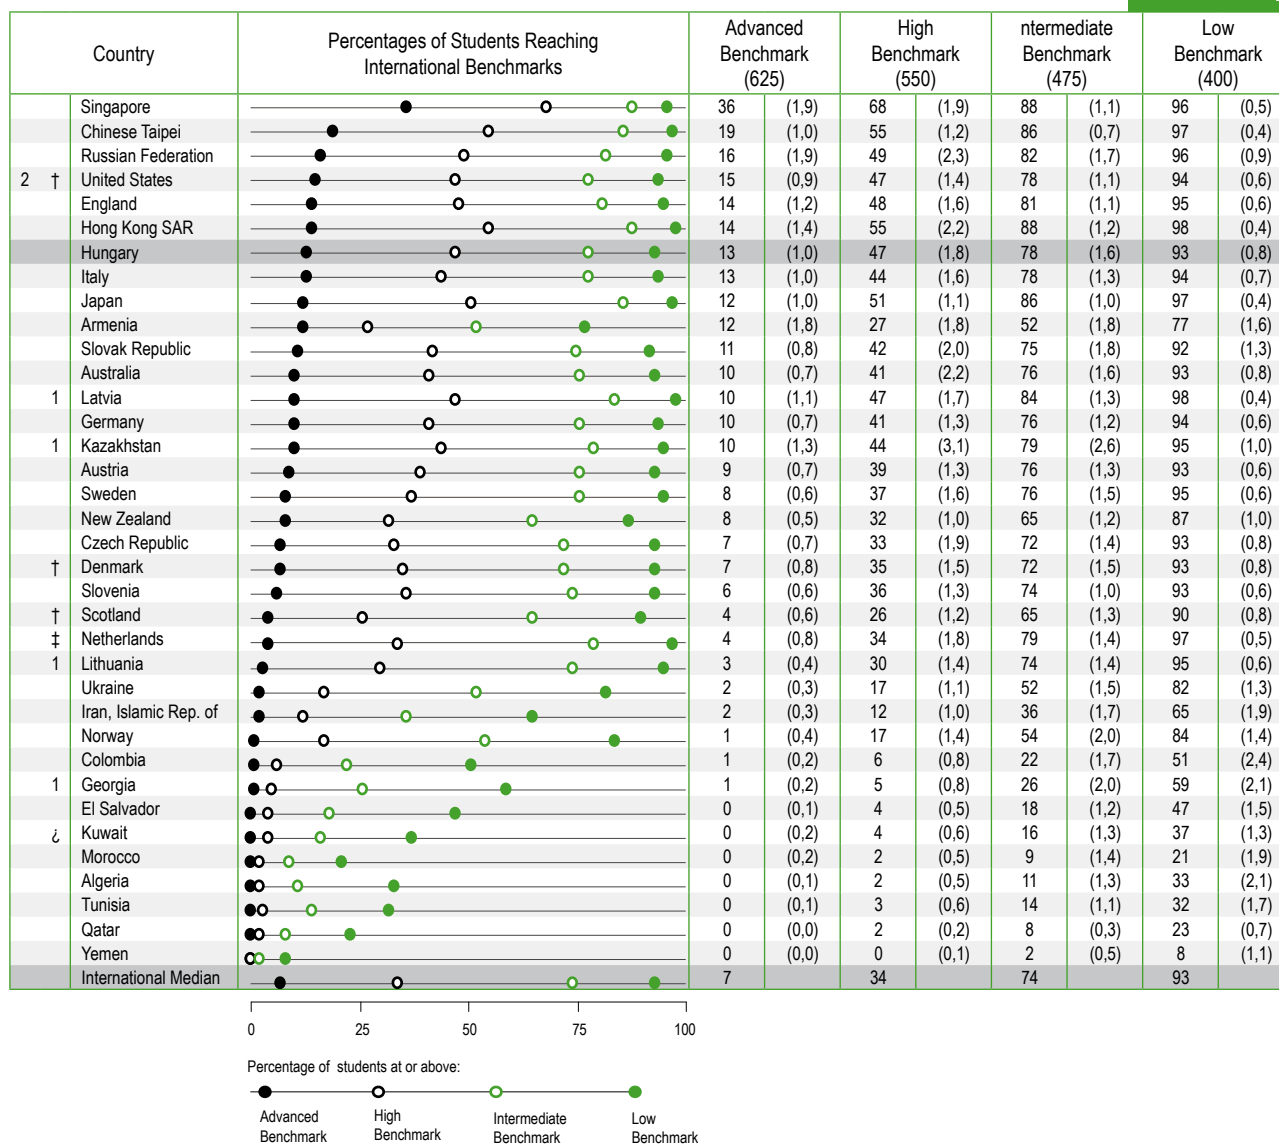 Country
Percentages of Students Reaching
International Benchmarks
Advanced
Benchmark
(625)
High
Benchmark
(550)
ntermediate
Benchmark
(475)
Low
Benchmark
(400)
Singapore 36 (1,9) 68 (1,9) 88 (1,1) 96 (0,5)
Chinese Taipei 19 (1,0) 55 (1,2) 86 (0,7) 97 (0,4)
Russian Federation 16 (1,9) 49 (2,3) 82 (1,7) 96 (0,9)
2 † United States 15 (0,9) 47 (1,4) 78 (1,1) 94 (0,6)
England 14 (1,2) 48 (1,6) 81 (1,1) 95 (0,6)
Hong Kong SAR 14 (1,4) 55 (2,2) 88 (1,2) 98 (0,4)
Hungary 13 (1,0) 47 (1,8) 78 (1,6) 93 (0,8)
Italy 13 (1,0) 44 (1,6) 78 (1,3) 94 (0,7)
Japan 12 (1,0) 51 (1,1) 86 (1,0) 97 (0,4)
Armenia 12 (1,8) 27 (1,8) 52 (1,8) 77 (1,6)
Slovak Republic 11 (0,8) 42 (2,0) 75 (1,8) 92 (1,3)
Australia 10 (0,7) 41 (2,2) 76 (1,6) 93 (0,8)
1 Latvia 10 (1,1) 47 (1,7) 84 (1,3) 98 (0,4)
Germany 10 (0,7) 41 (1,3) 76 (1,2) 94 (0,6)
1 Kazakhstan 10 (1,3) 44 (3,1) 79 (2,6) 95 (1,0)
Austria 9 (0,7) 39 (1,3) 76 (1,3) 93 (0,6)
Sweden 8 (0,6) 37 (1,6) 76 (1,5) 95 (0,6)
New Zealand 8 (0,5) 32 (1,0) 65 (1,2) 87 (1,0)
Czech Republic 7 (0,7) 33 (1,9) 72 (1,4) 93 (0,8)
† Denmark 7 (0,8) 35 (1,5) 72 (1,5) 93 (0,8)
Slovenia 6 (0,6) 36 (1,3) 74 (1,0) 93 (0,6)
† Scotland 4 (0,6) 26 (1,2) 65 (1,3) 90 (0,8)
‡ Netherlands 4 (0,8) 34 (1,8) 79 (1,4) 97 (0,5)
1 Lithuania 3 (0,4) 30 (1,4) 74 (1,4) 95 (0,6)
Ukraine 2 (0,3) 17 (1,1) 52 (1,5) 82 (1,3)
Iran, Islamic Rep. of 2 (0,3) 12 (1,0) 36 (1,7) 65 (1,9)
Norway 1 (0,4) 17 (1,4) 54 (2,0) 84 (1,4)
Colombia 1 (0,2) 6 (0,8) 22 (1,7) 51 (2,4)
1 Georgia 1 (0,2) 5 (0,8) 26 (2,0) 59 (2,1)
El Salvador 0 (0,1) 4 (0,5) 18 (1,2) 47 (1,5)
¿ Kuwait 0 (0,2) 4 (0,6) 16 (1,3) 37 (1,3)
Morocco 0 (0,2) 2 (0,5) 9 (1,4) 21 (1,9)
Algeria 0 (0,1) 2 (0,5) 11 (1,3) 33 (2,1)
Tunisia 0 (0,1) 3 (0,6) 14 (1,1) 32 (1,7)
Qatar 0 (0,0) 2 (0,2) 8 (0,3) 23 (0,7)
Yemen 0 (0,0) 0 (0,1) 2 (0,5) 8 (1,1)
International Median 7 34 74 93
0 25 50 75 100
Percentage of students at or above:
Advanced
Benchmark
High
Benchmark
Intermediate
Benchmark
Low
Benchmark